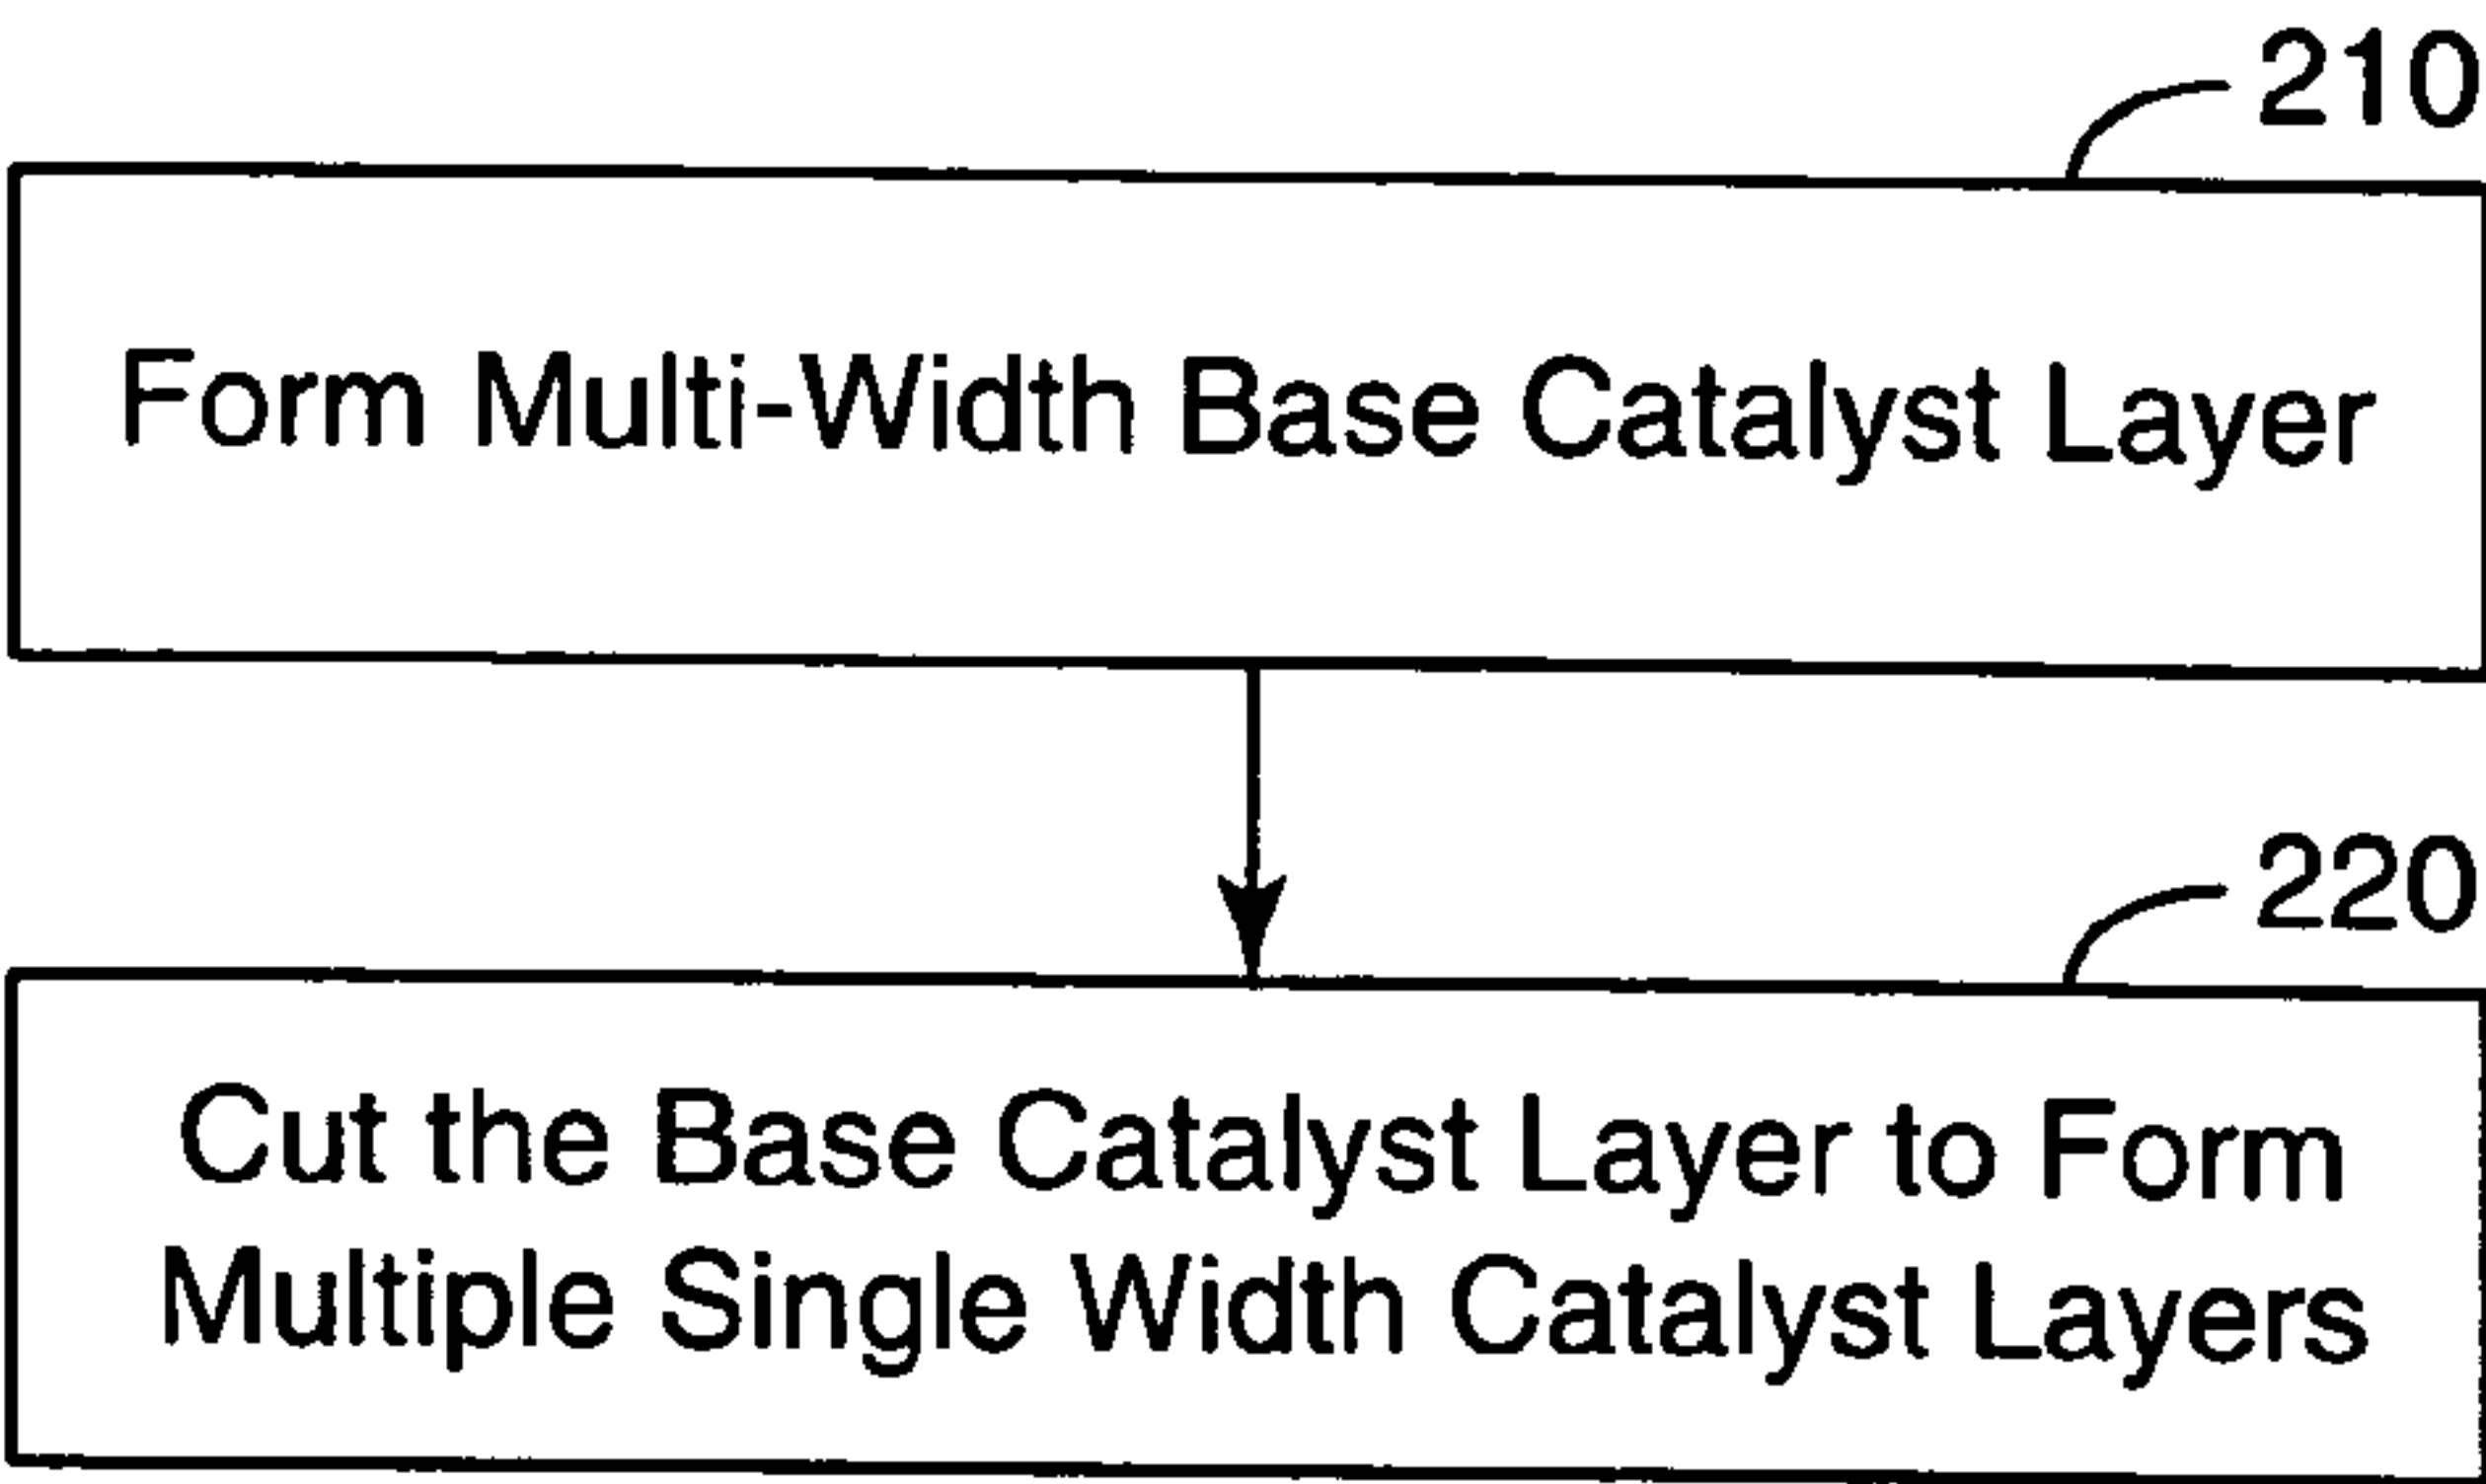 210
Form Multi-Width Base Catalyst Layer
220
Cut the Base Catalyst Layer to Form
Multiple Single Width Catalyst Layers